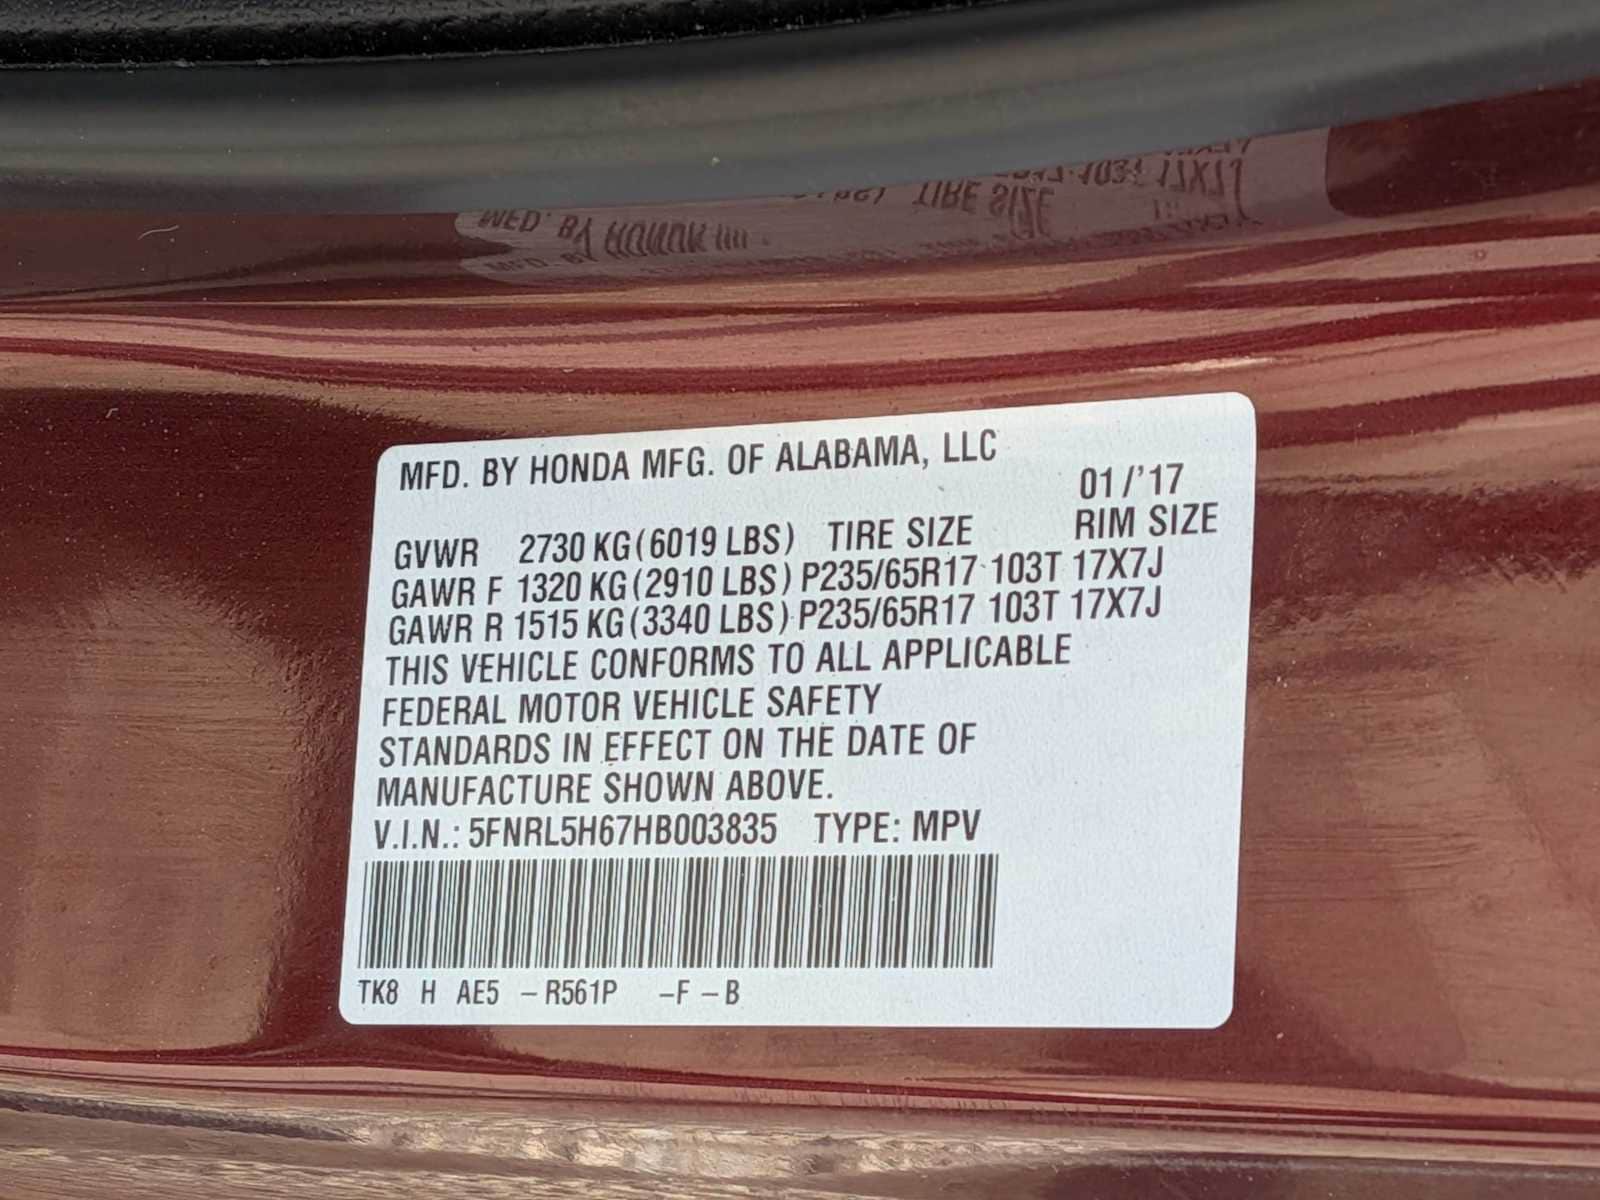 MFD. BY HONDA MFG. OF ALABAMA, LLC
01/'17
GVWR 2730 KG(6019 LBS) TIRE SIZE RIM SIZE
GAWR F 1320 KG(2910 LBS) P235/65R17 103T 17X7J
GAWR R 1515 KG(3340 LBS) P235/65R17 103T 17X7J
THIS VEHICLE CONFORMS TO ALL APPLICABLE
FEDERAL MOTOR VEHICLE SAFETY
STANDARDS IN EFFECT ON THE DATE OF
MANUFACTURE SHOWN ABOVE.
V.I.N.: 5FNRL5H67HB003835 TYPE: MPV
TK8 H AE5 –R561P –F –B